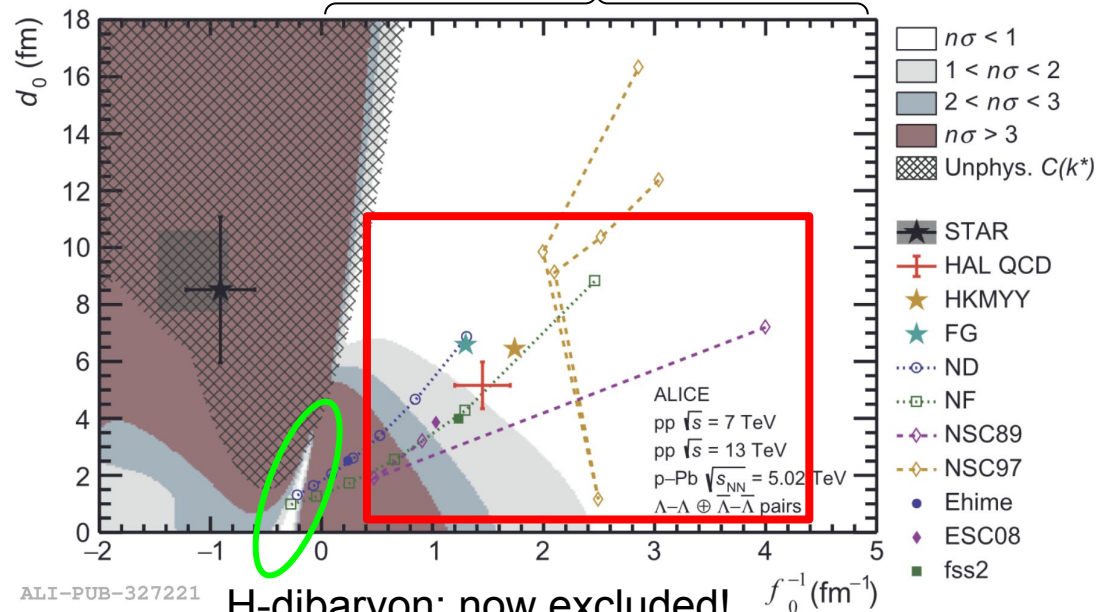 18
16
14
12
10
8
6
4
2
0
d₀ (fm)
−2
−1
0
1
2
3
4
5
f₀⁻¹ (fm⁻¹)
nσ < 1
1 < nσ < 2
2 < nσ < 3
nσ > 3
Unphys. C(k*)
STAR
HAL QCD
HKMYY
FG
ND
NF
NSC89
NSC97
Ehime
ESC08
fss2
ALICE
pp √s = 7 TeV
pp √s = 13 TeV
p–Pb √s_NN = 5.02 TeV
Λ–Λ ⊕ Λ̅–Λ̅ pairs
ALI-PUB-327221
H-dibaryon: now excluded!